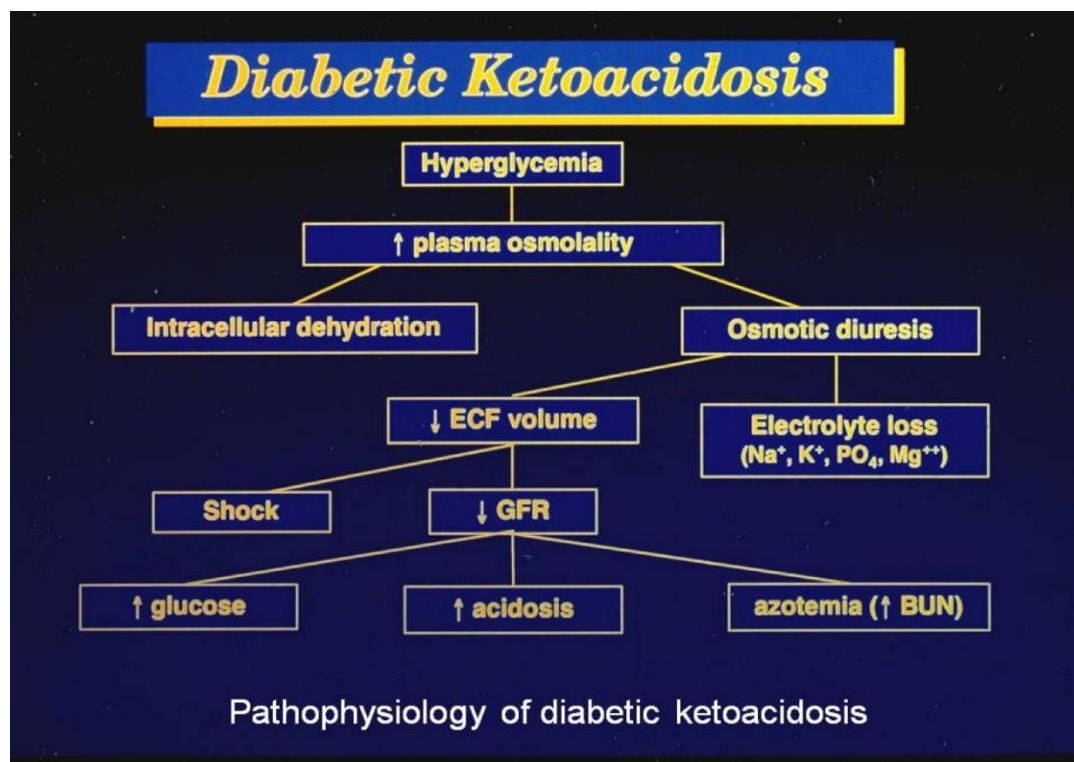 Diabetic Ketoacidosis
Hyperglycemia
↑ plasma osmolality
Intracellular dehydration
Osmotic diuresis
↓ ECF volume
Electrolyte loss
(Na⁺, K⁺, PO₄, Mg⁺⁺)
Shock
↓ GFR
↑ glucose
↑ acidosis
azotemia (↑ BUN)
Pathophysiology of diabetic ketoacidosis